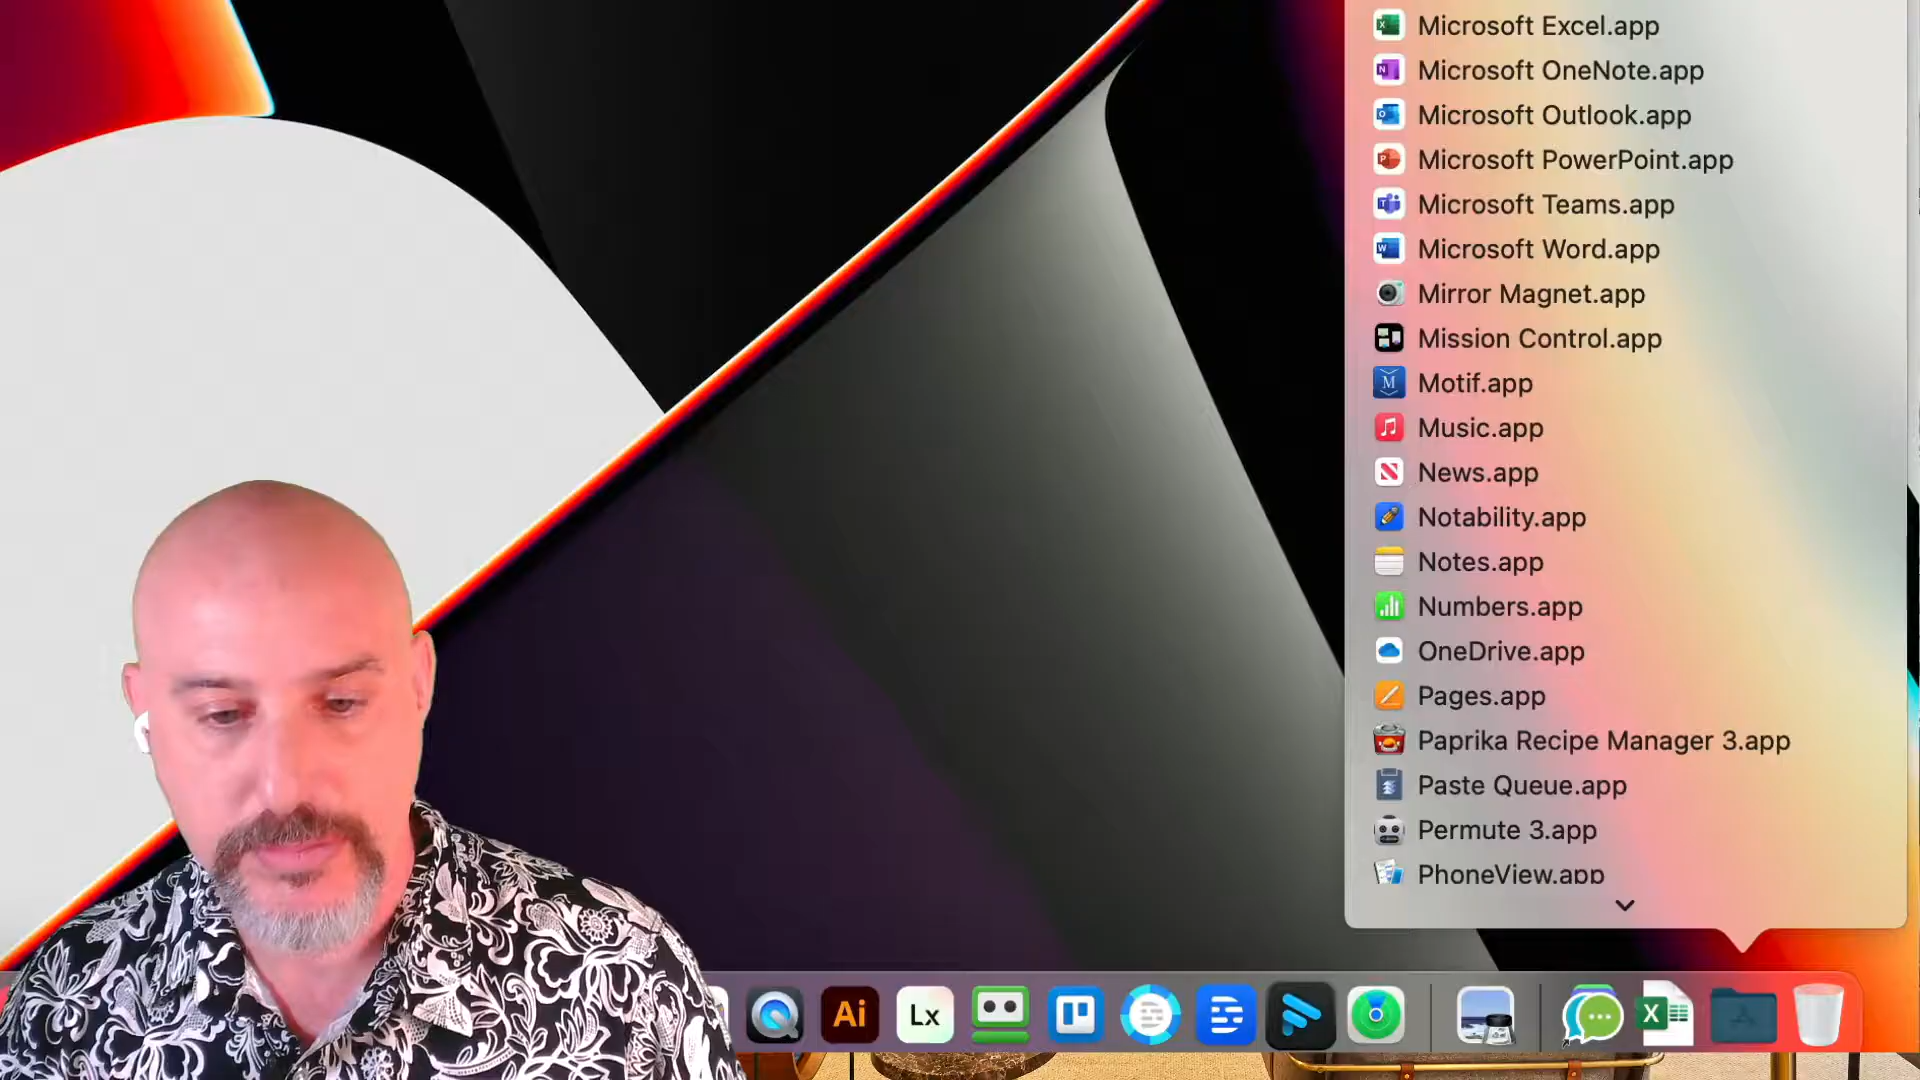 Microsoft Excel.app
Microsoft OneNote.app
Microsoft Outlook.app
Microsoft PowerPoint.app
Microsoft Teams.app
Microsoft Word.app
Mirror Magnet.app
Mission Control.app
Motif.app
Music.app
News.app
Notability.app
Notes.app
Numbers.app
OneDrive.app
Pages.app
Paprika Recipe Manager 3.app
Paste Queue.app
Permute 3.app
PhoneView.app
Ai
Lx
X